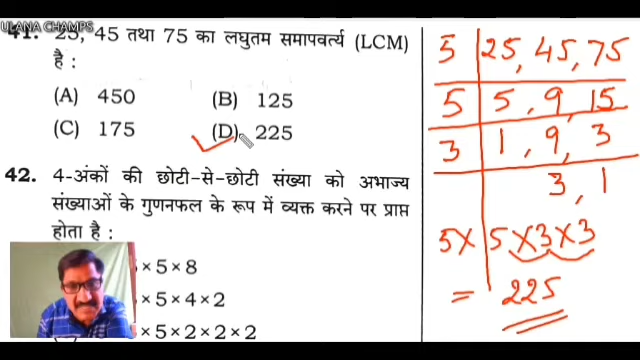 ULANA CHAMPS
41. 25, 45 तथा 75 का लघुतम समापवर्त्य (LCM)
है :
(A) 450 (B) 125
(C) 175 (D) 225
42. 4-अंकों की छोटी-से-छोटी संख्या को अभाज्य
संख्याओं के गुणनफल के रूप में व्यक्त करने पर प्राप्त
होता है :
× 5 × 8
× 5 × 4 × 2
× 5 × 2 × 2 × 2
5 25, 45, 75
5 5, 9, 15
3 1, 9, 3
3, 1
5 × 5 × 3 × 3
= 225